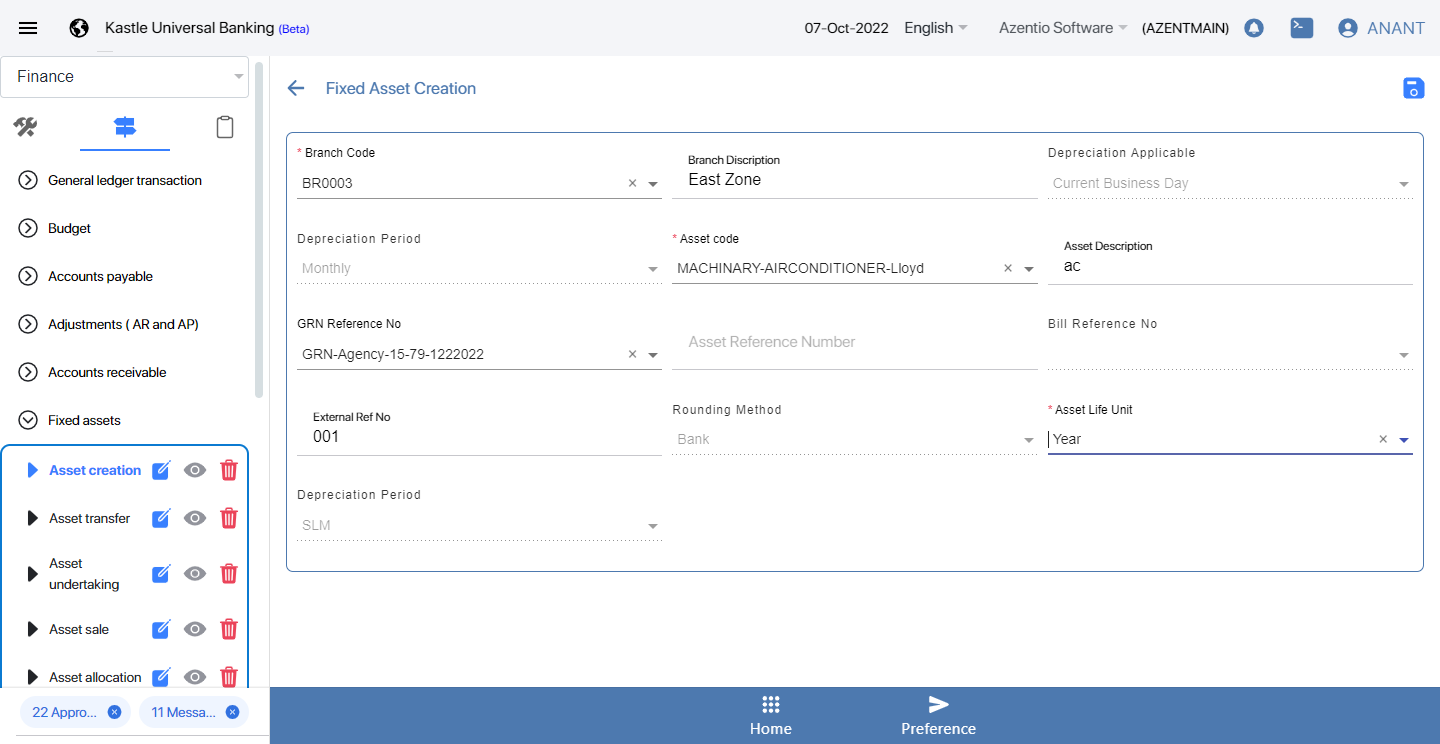 Kastle Universal Banking (Beta)
07-Oct-2022
English
Azentio Software
(AZENTMAIN)
ANANT
Finance
General ledger transaction
Budget
Accounts payable
Adjustments ( AR and AP)
Accounts receivable
Fixed assets
Asset creation
Asset transfer
Asset
undertaking
Asset sale
Asset allocation
22 Appro...
11 Messa...
Fixed Asset Creation
* Branch Code
BR0003
Branch Discription
East Zone
Depreciation Applicable
Current Business Day
Depreciation Period
Monthly
* Asset code
MACHINARY-AIRCONDITIONER-Lloyd
Asset Description
ac
GRN Reference No
GRN-Agency-15-79-1222022
Asset Reference Number
Bill Reference No
External Ref No
001
Rounding Method
Bank
* Asset Life Unit
Year
Depreciation Period
SLM
Home
Preference